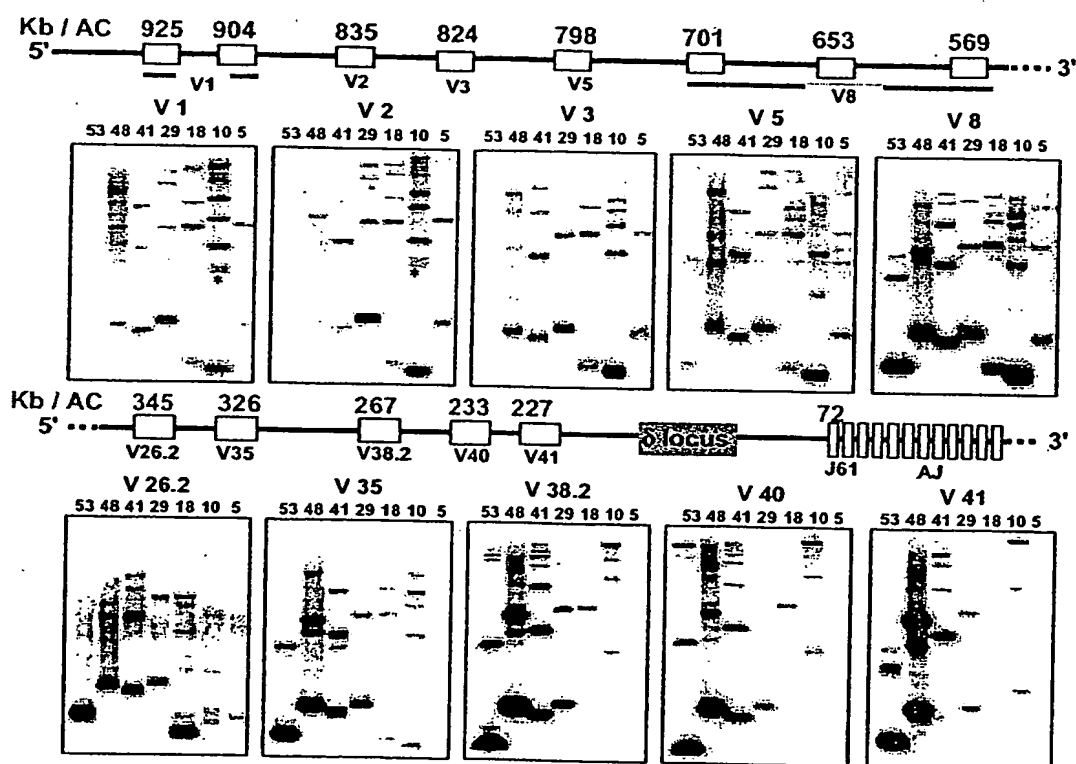 Kb / AC 925 904 835 824 798 701 653 569
5' 3'
V1 V2 V3 V5 V8
V 1 V 2 V 3 V 5 V 8
53 48 41 29 18 10 5 53 48 41 29 18 10 5 53 48 41 29 18 10 5 53 48 41 29 18 10 5 53 48 41 29 18 10 5
* *
Kb / AC 345 326 267 233 227 72
5' δ locus 3'
V26.2 V35 V38.2 V40 V41 J61 AJ
V 26.2 V 35 V 38.2 V 40 V 41
53 48 41 29 18 10 5 53 48 41 29 18 10 5 53 48 41 29 18 10 5 53 48 41 29 18 10 5 53 48 41 29 18 10 5